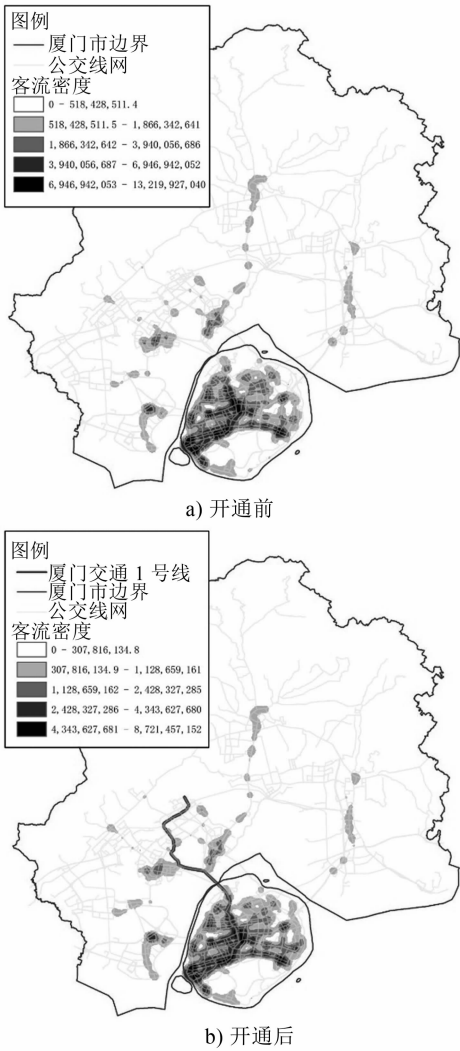 图例
厦门市边界
公交线网
客流密度
0 - 518,428,511.4
518,428,511.5 - 1,866,342,641
1,866,342,642 - 3,940,056,686
3,940,056,687 - 6,946,942,052
6,946,942,053 - 13,219,927,040
a) 开通前
图例
厦门交通 1 号线
厦门市边界
公交线网
客流密度
0 - 307,816,134.8
307,816,134.9 - 1,128,659,161
1,128,659,162 - 2,428,327,285
2,428,327,286 - 4,343,627,680
4,343,627,681 - 8,721,457,152
b) 开通后